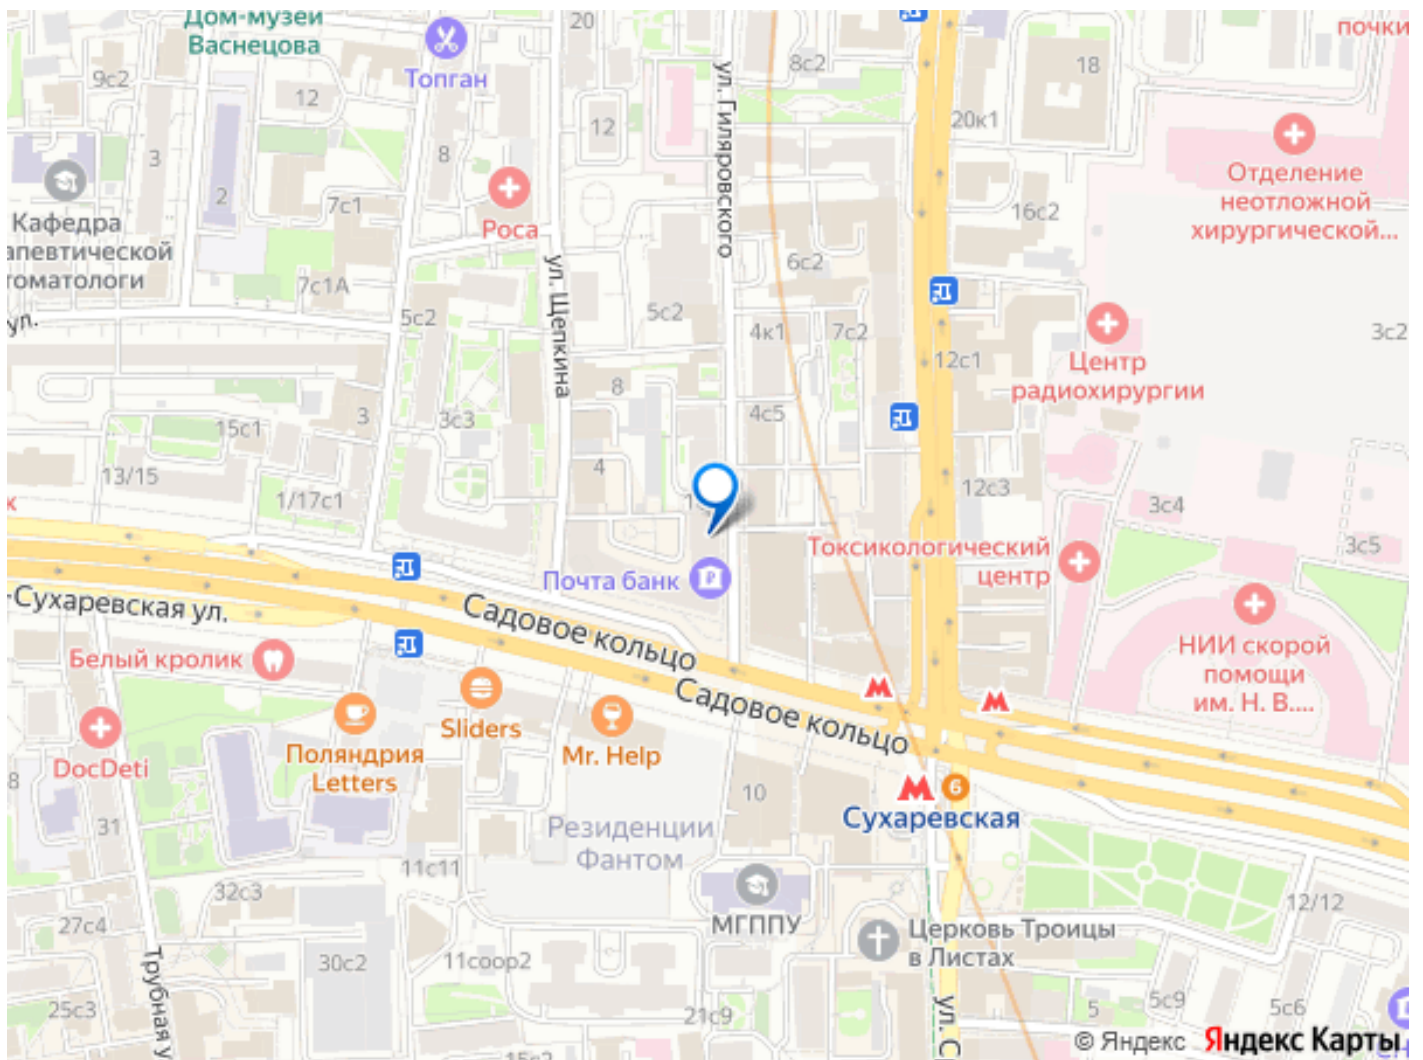 Дом-музей
Васнецова
Топган
20
8с2
18
почки
9с2
12
12
20к1
3
8
2
7с1
Роса
ул. Гиляровского
16с2
Отделение
неотложной
хирургической...
Кафедра
апевтической
томатологи
7с1А
ул.
5с2
ул. Щепкина
5с2
6с2
4к1
7с2
12с1
3с2
Центр
радиохирургии
8
3
3с3
4с5
15с1
13/15
1/17с1
4
12с3
3с4
3с5
Токсикологический
центр
Почта банк
-Сухаревская ул.
Садовое кольцо
Садовое кольцо
Белый кролик
НИИ скорой
помощи
им. Н. В....
Sliders
Mr. Help
Поляндрия
Letters
DocDeti
8
31
10
6
Сухаревская
Резиденции
Фантом
11с11
32с3
27с4
МГППУ
Церковь Троицы
в Листах
12/12
30с2
11соор2
Трубная у
25с3
21с9
15с2
ул. С
5
5с9
5с6
© Яндекс Яндекс Карты